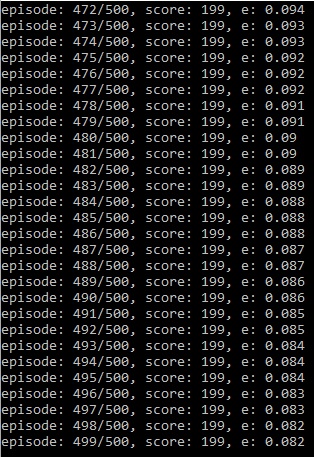 episode: 472/500, score: 199, e: 0.094
episode: 473/500, score: 199, e: 0.093
episode: 474/500, score: 199, e: 0.093
episode: 475/500, score: 199, e: 0.092
episode: 476/500, score: 199, e: 0.092
episode: 477/500, score: 199, e: 0.092
episode: 478/500, score: 199, e: 0.091
episode: 479/500, score: 199, e: 0.091
episode: 480/500, score: 199, e: 0.09
episode: 481/500, score: 199, e: 0.09
episode: 482/500, score: 199, e: 0.089
episode: 483/500, score: 199, e: 0.089
episode: 484/500, score: 199, e: 0.088
episode: 485/500, score: 199, e: 0.088
episode: 486/500, score: 199, e: 0.088
episode: 487/500, score: 199, e: 0.087
episode: 488/500, score: 199, e: 0.087
episode: 489/500, score: 199, e: 0.086
episode: 490/500, score: 199, e: 0.086
episode: 491/500, score: 199, e: 0.085
episode: 492/500, score: 199, e: 0.085
episode: 493/500, score: 199, e: 0.084
episode: 494/500, score: 199, e: 0.084
episode: 495/500, score: 199, e: 0.084
episode: 496/500, score: 199, e: 0.083
episode: 497/500, score: 199, e: 0.083
episode: 498/500, score: 199, e: 0.082
episode: 499/500, score: 199, e: 0.082